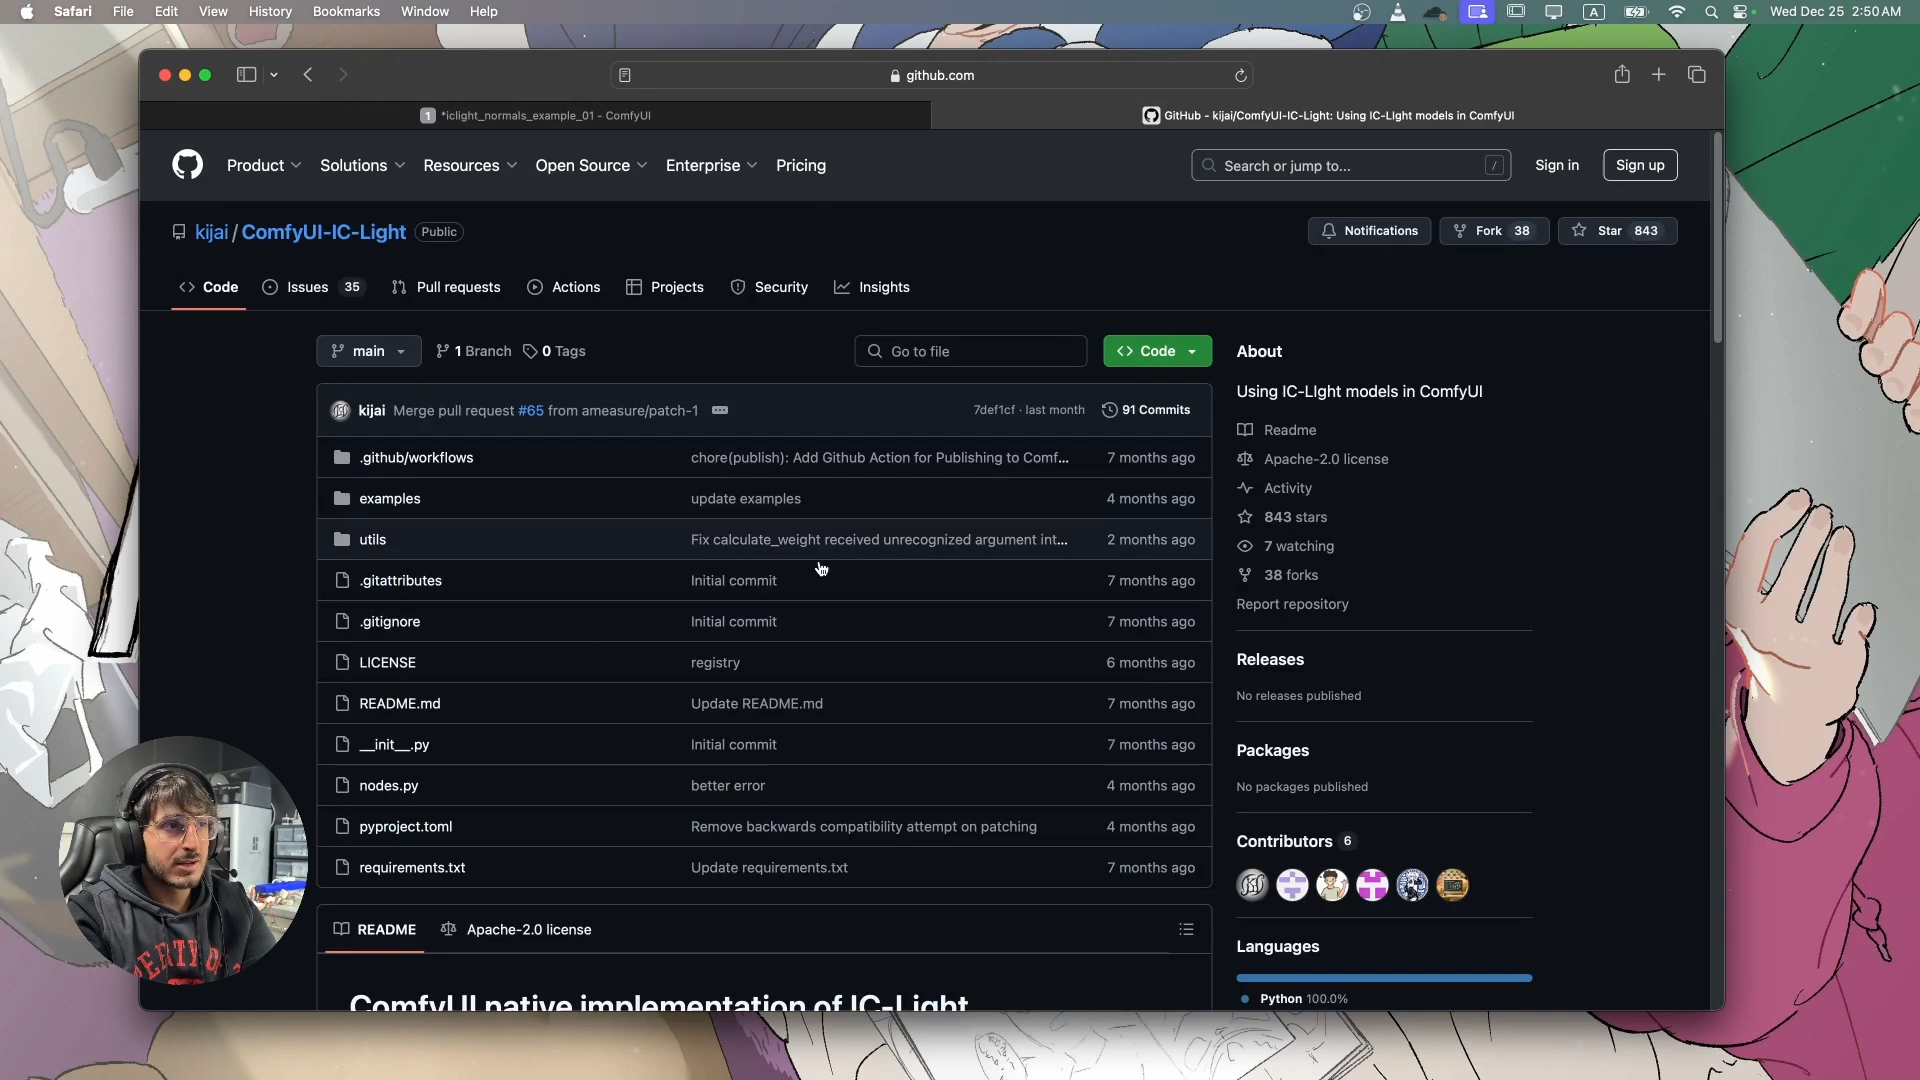 Safari File Edit View History Bookmarks Window Help
A
Wed Dec 25 2:50 AM
github.com
1 *iclight_normals_example_01 - ComfyUI
GitHub - kijai/ComfyUI-IC-Light: Using IC-LIght models in ComfyUI
Product Solutions Resources Open Source Enterprise Pricing
Search or jump to... /
Sign in
Sign up
kijai / ComfyUI-IC-Light Public
Notifications
Fork 38
Star 843
Code Issues 35 Pull requests Actions Projects Security Insights
main 1 Branch 0 Tags
Go to file
Code
kijai Merge pull request #65 from ameasure/patch-1 7def1cf · last month 91 Commits
.github/workflows chore(publish): Add Github Action for Publishing to Comf... 7 months ago
examples update examples 4 months ago
utils Fix calculate_weight received unrecognized argument int... 2 months ago
.gitattributes Initial commit 7 months ago
.gitignore Initial commit 7 months ago
LICENSE registry 6 months ago
README.md Update README.md 7 months ago
__init__.py Initial commit 7 months ago
nodes.py better error 4 months ago
pyproject.toml Remove backwards compatibility attempt on patching 4 months ago
requirements.txt Update requirements.txt 7 months ago
README Apache-2.0 license
ComfyUI native implementation of IC-Light
About
Using IC-LIght models in ComfyUI
Readme
Apache-2.0 license
Activity
843 stars
7 watching
38 forks
Report repository
Releases
No releases published
Packages
No packages published
Contributors 6
Languages
Python 100.0%